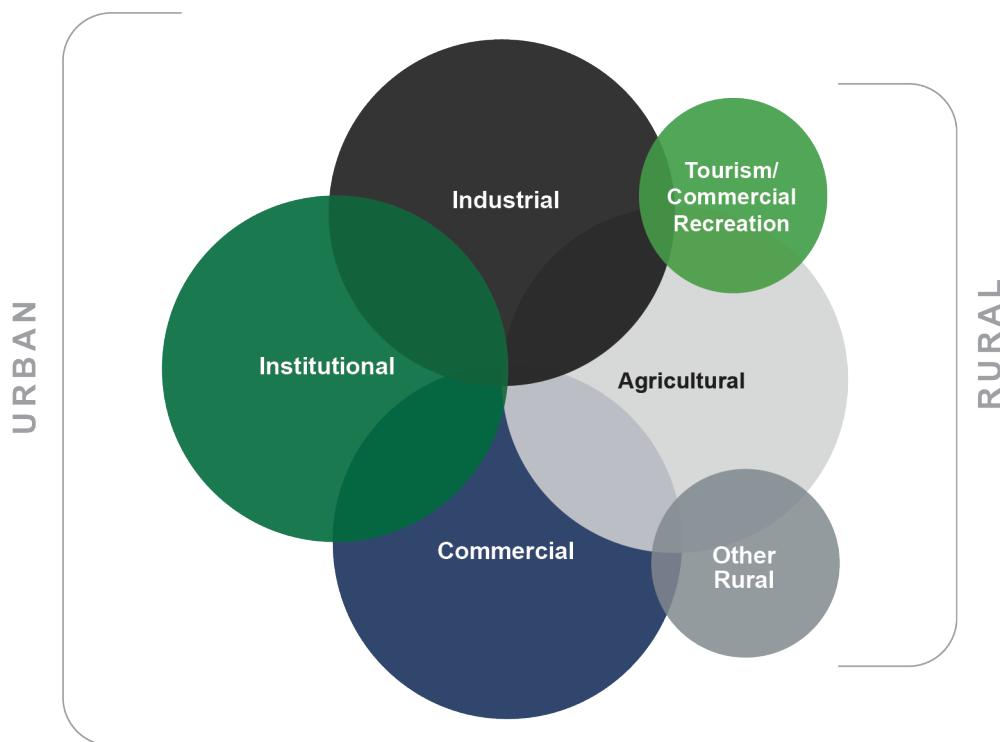 URBAN
Industrial
Tourism/
Commercial
Recreation
Institutional
Agricultural
Commercial
Other
Rural
RURAL